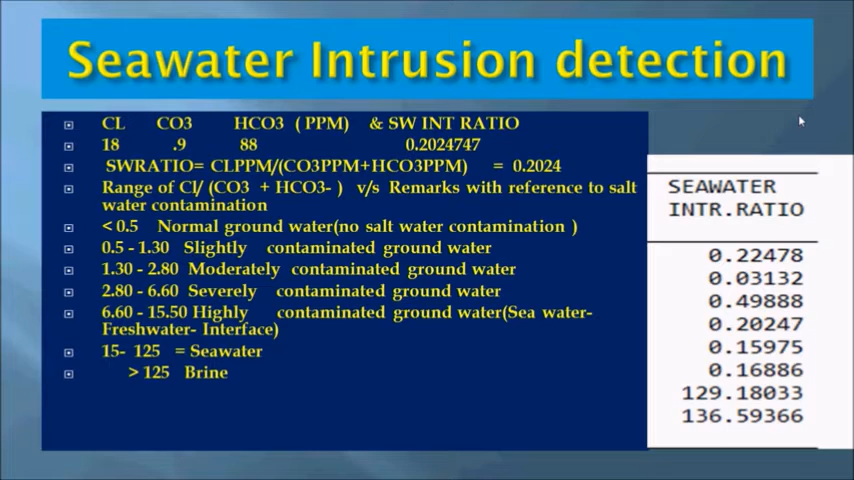 Seawater Intrusion detection
CL CO3 HCO3 ( PPM) & SW INT RATIO
18 .9 88 0.2024747
SWRATIO= CLPPM/(CO3PPM+HCO3PPM) = 0.2024
Range of Cl/ (CO3 + HCO3- ) v/s Remarks with reference to salt
water contamination
< 0.5 Normal ground water(no salt water contamination )
0.5 - 1.30 Slightly contaminated ground water
1.30 - 2.80 Moderately contaminated ground water
2.80 - 6.60 Severely contaminated ground water
6.60 - 15.50 Highly contaminated ground water(Sea water-
Freshwater- Interface)
15- 125 = Seawater
> 125 Brine
SEAWATER
INTR.RATIO
0.22478
0.03132
0.49888
0.20247
0.15975
0.16886
129.18033
136.59366